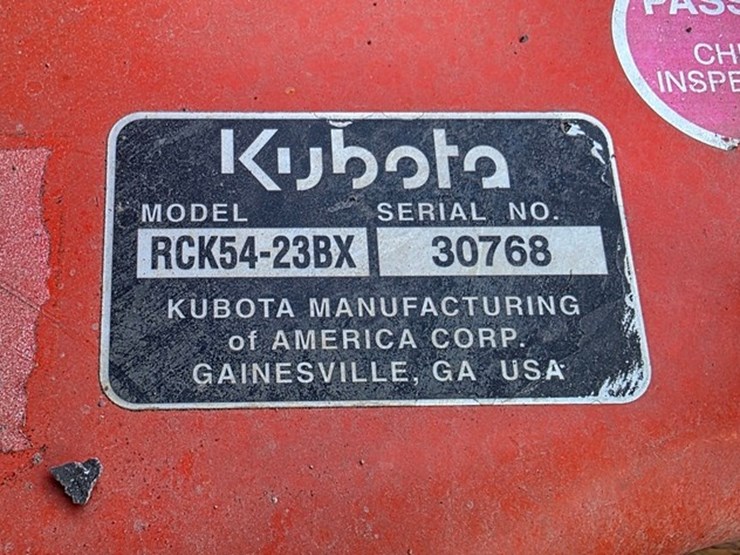 Kubota
MODEL SERIAL NO.
RCK54-23BX 30768
KUBOTA MANUFACTURING
of AMERICA CORP.
GAINESVILLE, GA USA